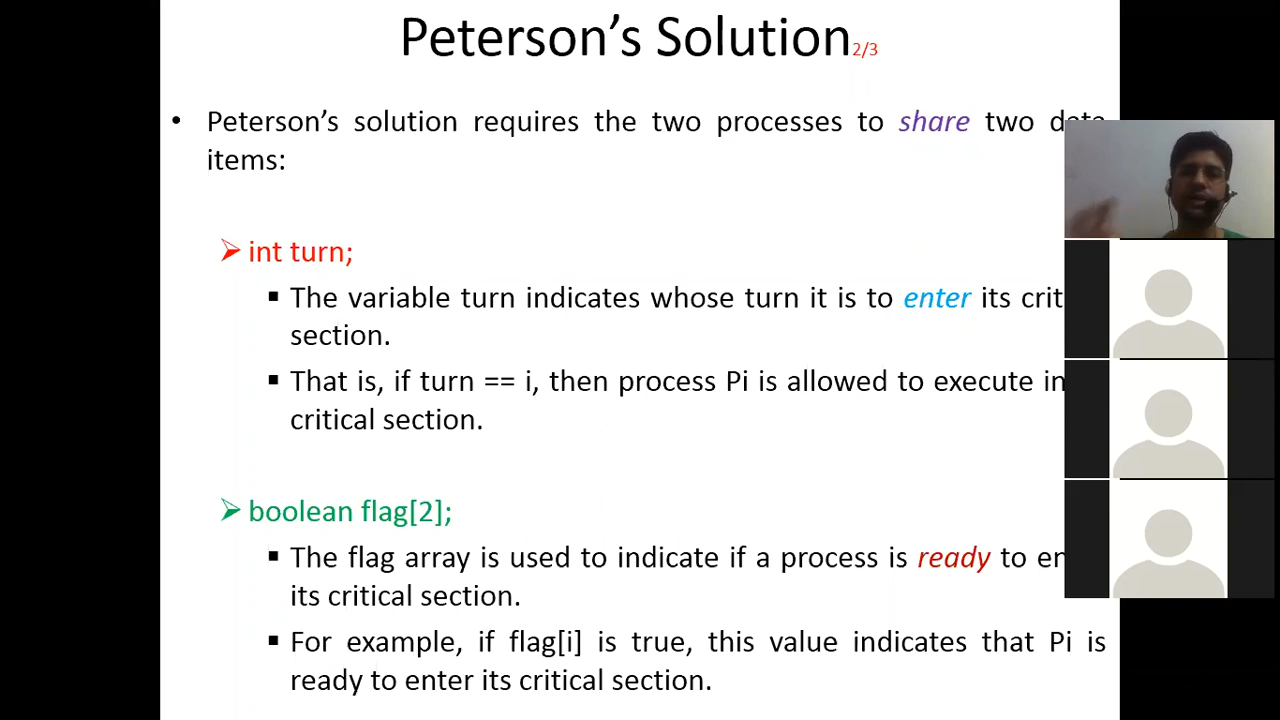 Peterson's Solution2/3
• Peterson's solution requires the two processes to share two data
items:
➢ int turn;
▪ The variable turn indicates whose turn it is to enter its crit
section.
▪ That is, if turn == i, then process Pi is allowed to execute in
critical section.
➢ boolean flag[2];
▪ The flag array is used to indicate if a process is ready to en
its critical section.
▪ For example, if flag[i] is true, this value indicates that Pi is
ready to enter its critical section.